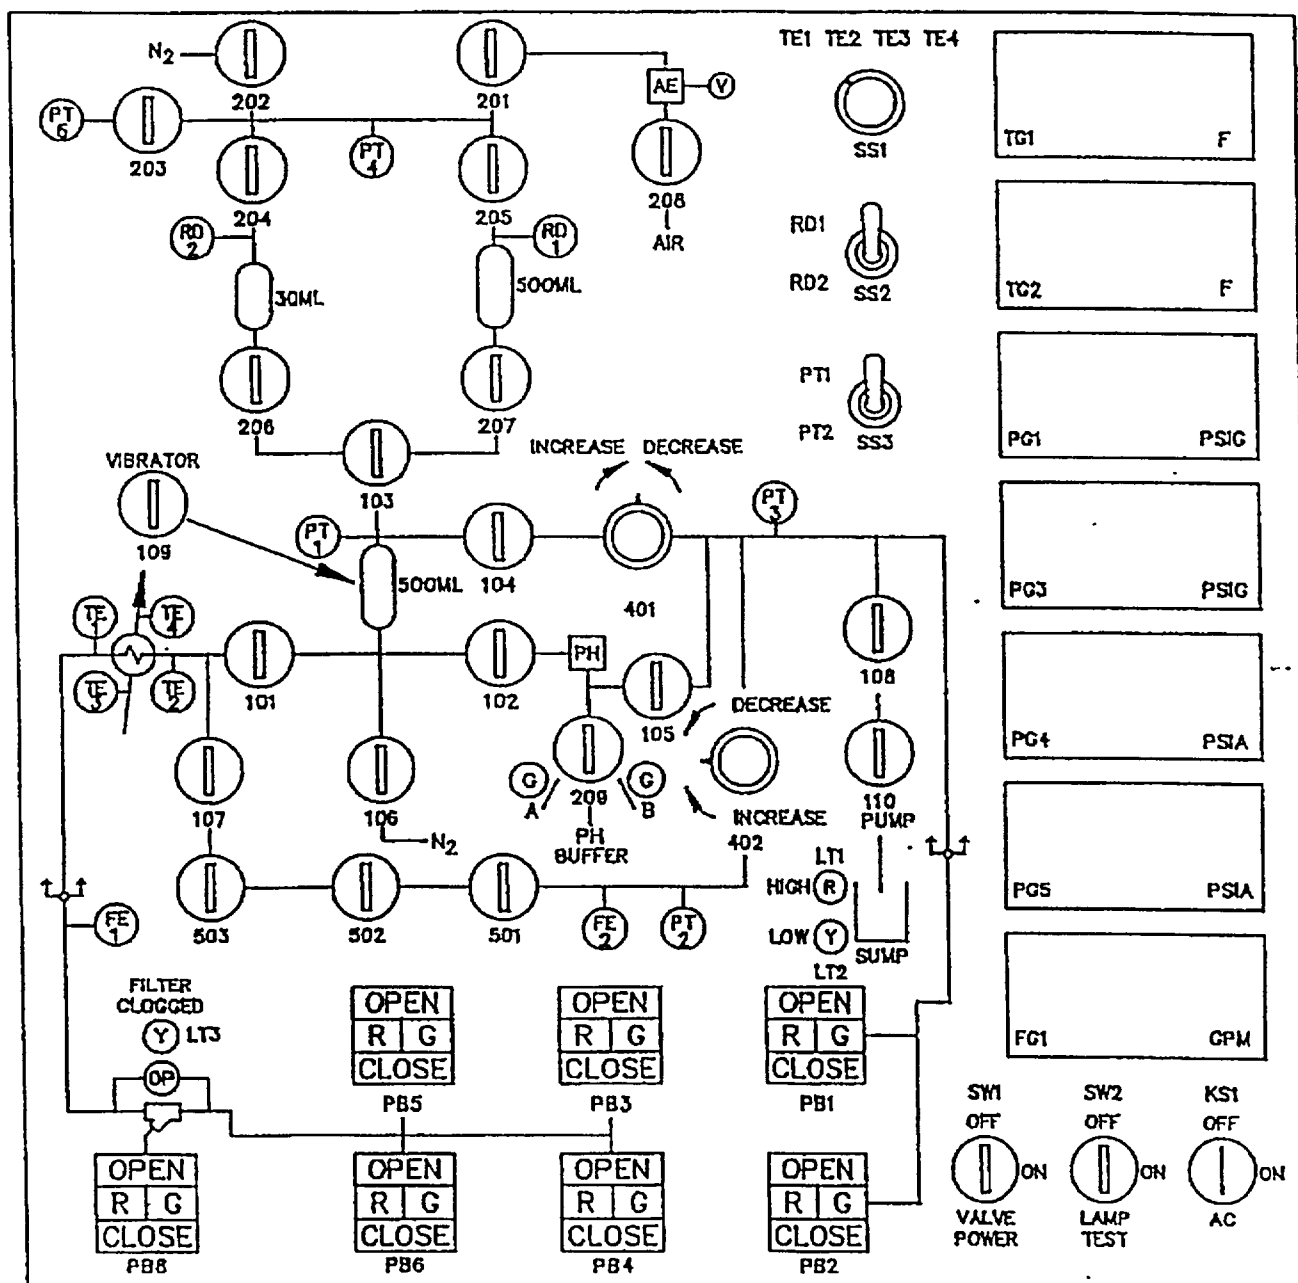 TE1 TE2 TE3 TE4
N2
202
201
AE
Y
TG1 F
PT 6
203
PT 4
208
SS1
204
205
AIR
RD 2
RD 1
RD1
RD2
SS2
TG2 F
30ML
500ML
206
207
PT1
PT2
SS3
PG1 PSIG
VIBRATOR
103
INCREASE DECREASE
109
PT 1
104
PT 3
500ML
401
PG3 PSIG
TE 1
TE 4
TE 3
TE 2
101
102
PH
108
105
DECREASE
PG4 PSIA
107
106
N2
G
A
209
G
B
PH
BUFFER
INCREASE
402
110
PUMP
503
502
501
FE 2
PT 2
LT1
HIGH R
LOW Y
LT2
SUMP
PG5 PSIA
FE 1
FILTER
CLOGGED
Y LT3
DP
OPEN
R G
CLOSE
PB5
OPEN
R G
CLOSE
PB3
OPEN
R G
CLOSE
PB1
FG1 GPM
OPEN
R G
CLOSE
PB8
OPEN
R G
CLOSE
PB6
OPEN
R G
CLOSE
PB4
OPEN
R G
CLOSE
PB2
SW1
OFF
ON
VALVE
POWER
SW2
OFF
ON
LAMP
TEST
KS1
OFF
ON
AC